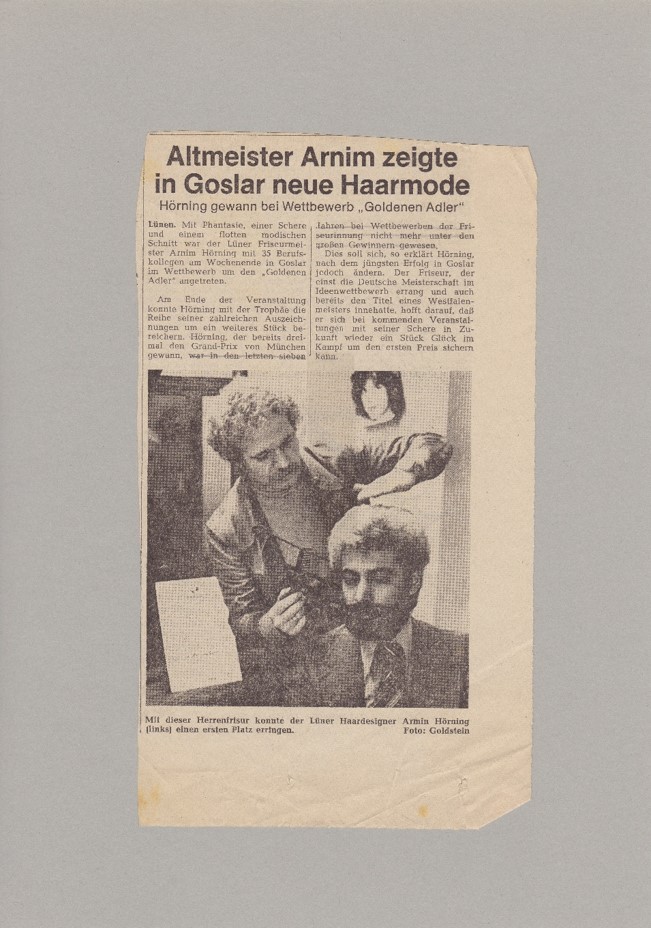 Altmeister Arnim zeigte
in Goslar neue Haarmode
Hörning gewann bei Wettbewerb „Goldenen Adler"
Lünen. Mit Phantasie, einer Schere
und einem flotten modischen
Schnitt war der Lüner Friseurmei-
ster Arnim Hörning mit 35 Berufs-
kollegen am Wochenende in Goslar
im Wettbewerb um den „Goldenen
Adler" angetreten.
Am Ende der Veranstaltung
konnte Hörning mit der Trophäe die
Reihe seiner zahlreichen Auszeich-
nungen um ein weiteres Stück be-
reichern. Hörning, der bereits drei-
mal den Grand-Prix von München
gewann, war in den letzten sieben
Jahren bei Wettbewerben der Fri-
seurinnung nicht mehr unter den
großen Gewinnern gewesen.
Dies soll sich, so erklärt Hörning,
nach dem jüngsten Erfolg in Goslar
jedoch ändern. Der Friseur, der
einst die Deutsche Meisterschaft im
Ideenwettbewerb errang und auch
bereits den Titel eines Westfalen-
meisters innehatte, hofft darauf, daß
er sich bei kommenden Veranstal-
tungen mit seiner Schere in Zu-
kunft wieder ein Stück Glück im
Kampf um den ersten Preis sichern
kann.
Mit dieser Herrenfrisur konnte der Lüner Haardesigner Armin Hörning
(links) einen ersten Platz erringen. Foto: Goldstein